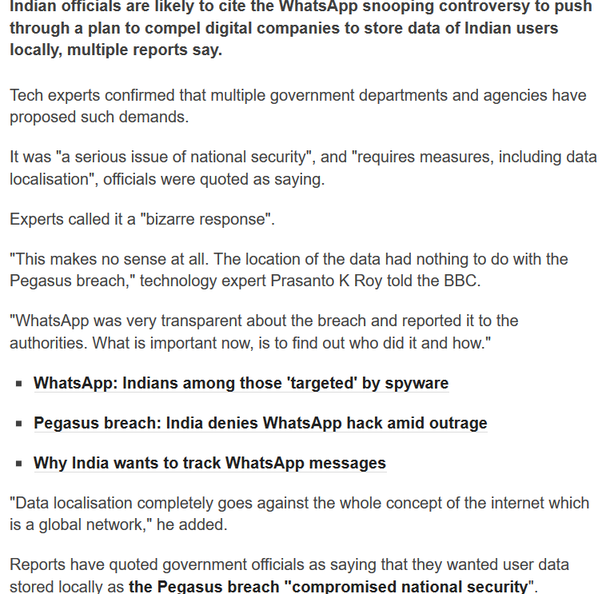 Indian officials are likely to cite the WhatsApp snooping controversy to push
through a plan to compel digital companies to store data of Indian users
locally, multiple reports say.
Tech experts confirmed that multiple government departments and agencies have
proposed such demands.
It was "a serious issue of national security", and "requires measures, including data
localisation", officials were quoted as saying.
Experts called it a "bizarre response".
"This makes no sense at all. The location of the data had nothing to do with the
Pegasus breach," technology expert Prasanto K Roy told the BBC.
"WhatsApp was very transparent about the breach and reported it to the
authorities. What is important now, is to find out who did it and how."
WhatsApp: Indians among those 'targeted' by spyware
Pegasus breach: India denies WhatsApp hack amid outrage
Why India wants to track WhatsApp messages
"Data localisation completely goes against the whole concept of the internet which
is a global network," he added.
Reports have quoted government officials as saying that they wanted user data
stored locally as the Pegasus breach "compromised national security".